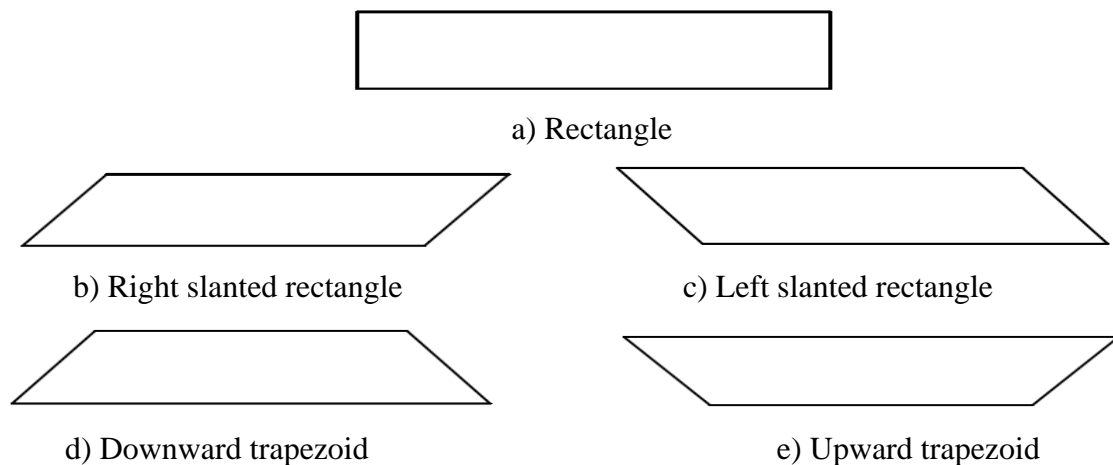 a) Rectangle
b) Right slanted rectangle
c) Left slanted rectangle
d) Downward trapezoid
e) Upward trapezoid